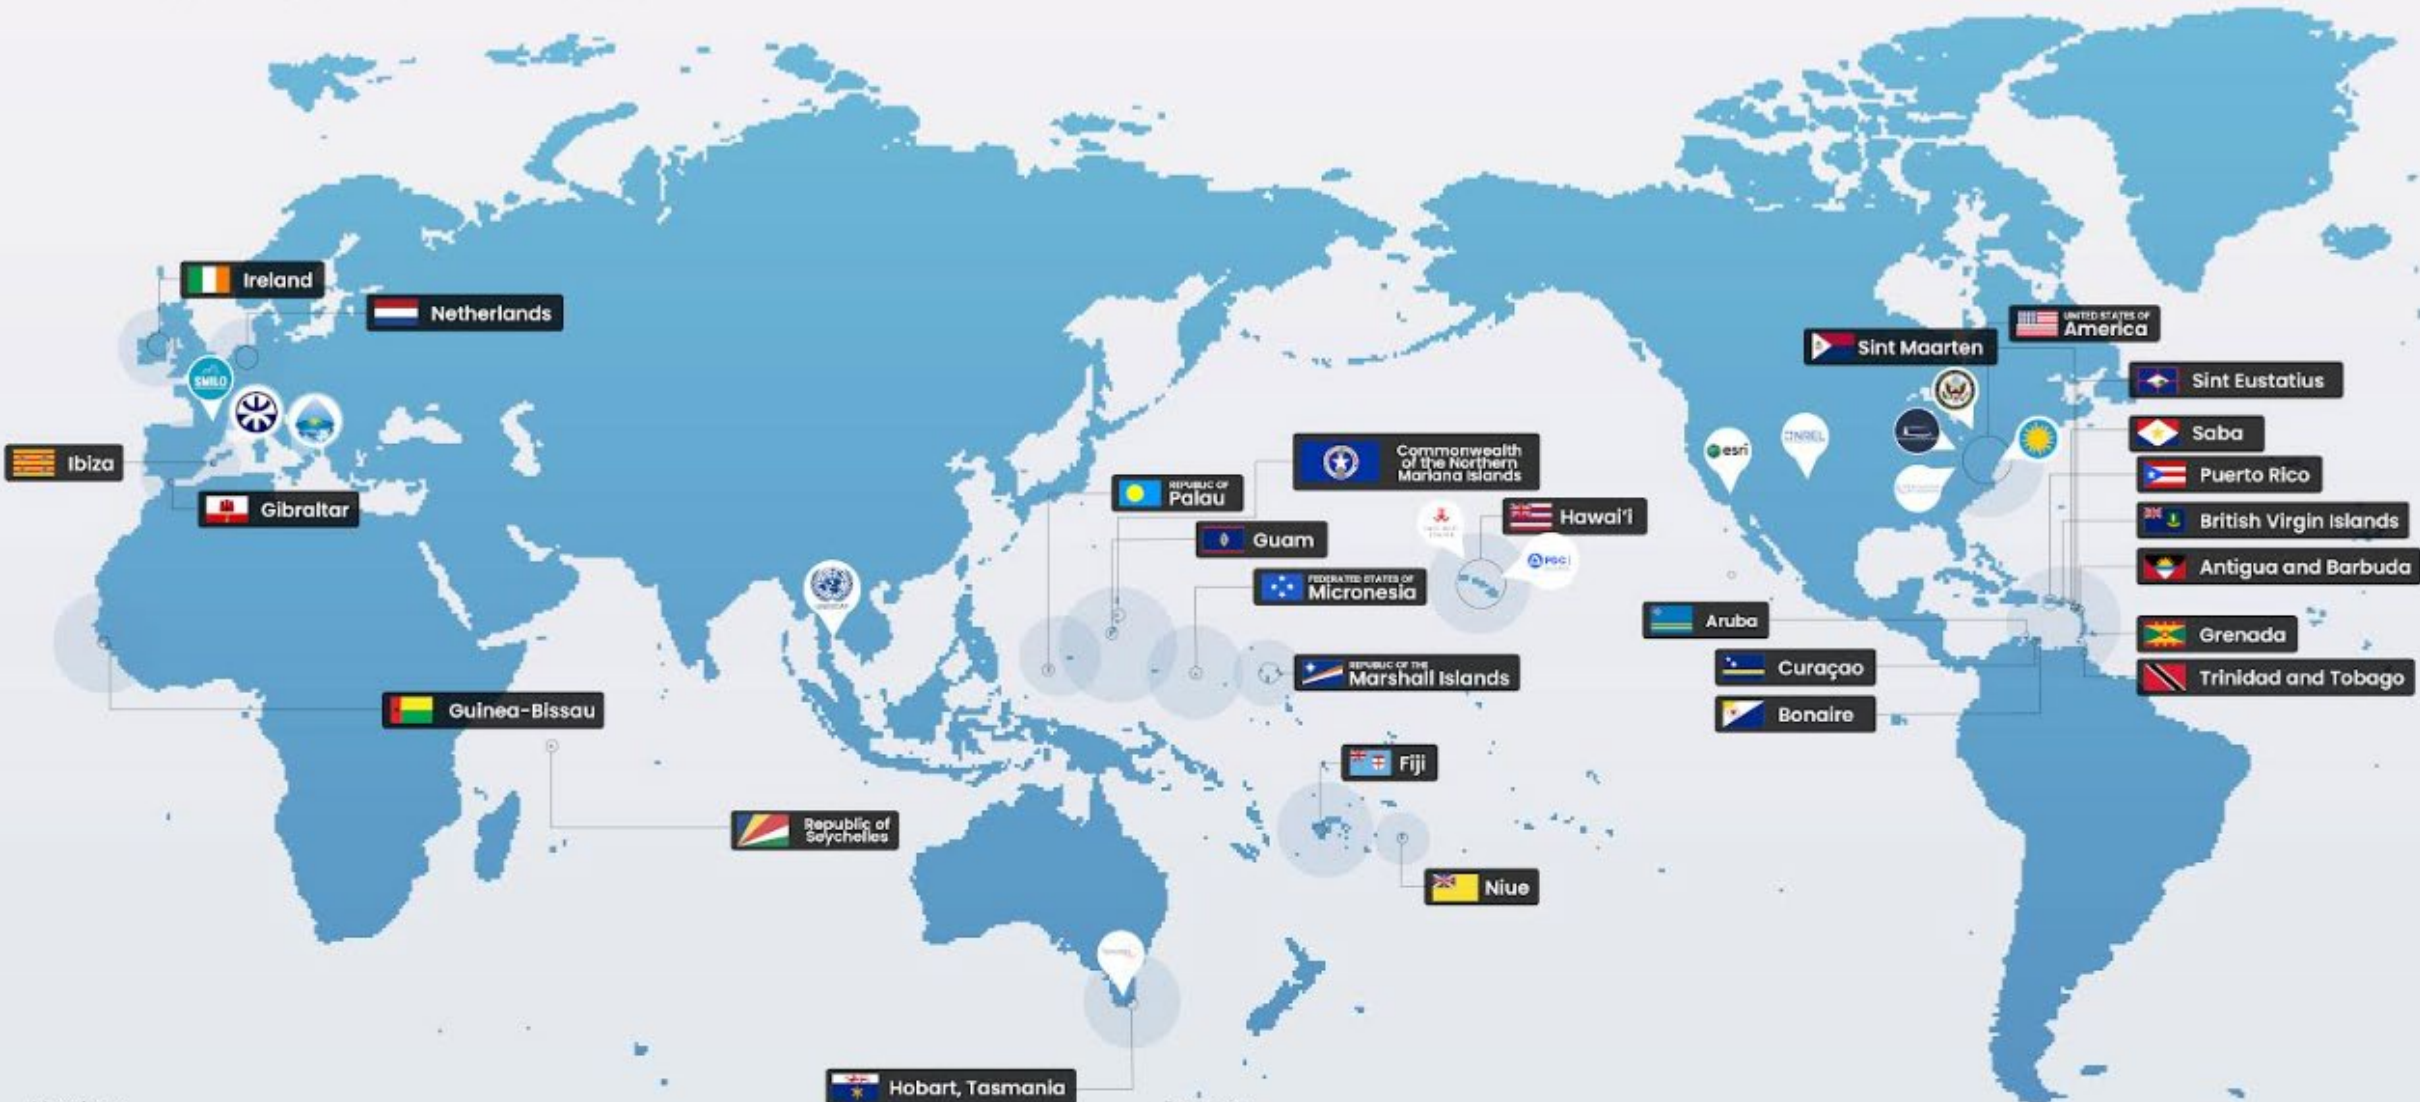 Ireland
Netherlands
SMILO
Ibiza
Gibraltar
Guinea-Bissau
Republic of
Seychelles
REPUBLIC OF
Palau
Commonwealth
of the Northern
Mariana Islands
Guam
FEDERATED STATES OF
Micronesia
REPUBLIC OF THE
Marshall Islands
Hawai'i
Fiji
Niue
Hobart, Tasmania
esri
NREL
UNITED STATES OF
America
Sint Maarten
Sint Eustatius
Saba
Puerto Rico
British Virgin Islands
Antigua and Barbuda
Aruba
Curaçao
Bonaire
Grenada
Trinidad and Tobago